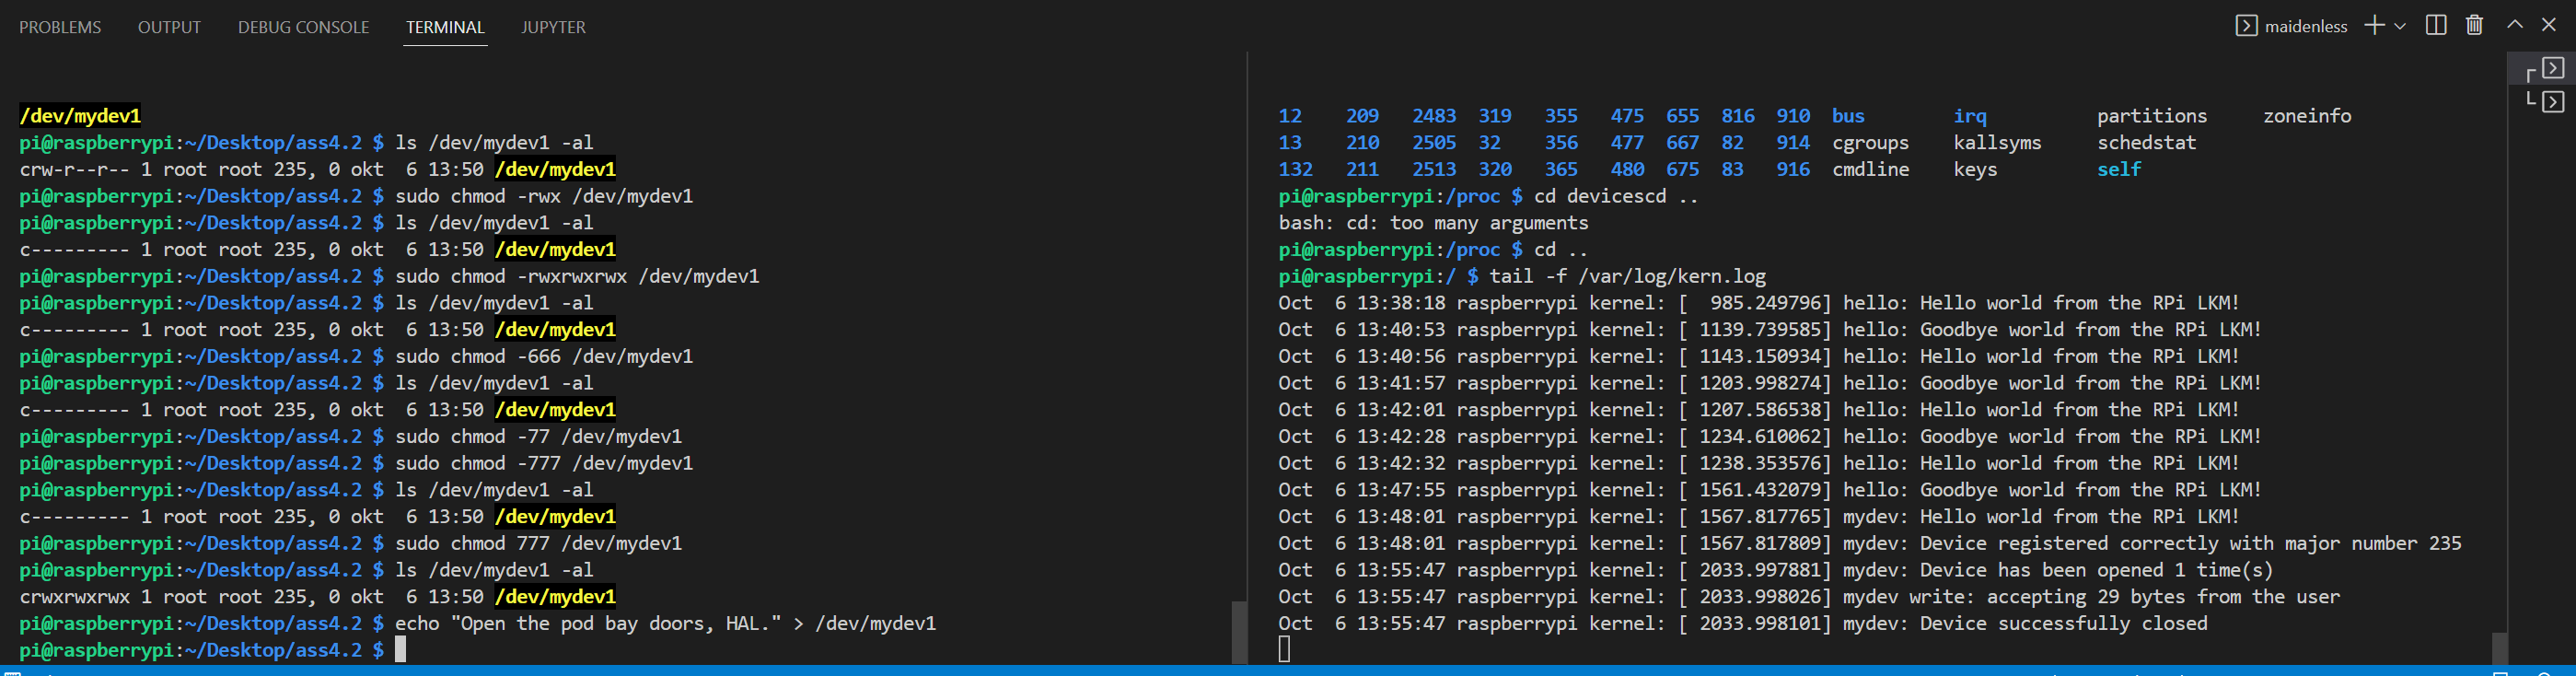 PROBLEMS OUTPUT DEBUG CONSOLE TERMINAL JUPYTER
maidenless
/dev/mydev1
pi@raspberrypi:~/Desktop/ass4.2 $ ls /dev/mydev1 -al
crw-r--r-- 1 root root 235, 0 okt  6 13:50 /dev/mydev1
pi@raspberrypi:~/Desktop/ass4.2 $ sudo chmod -rwx /dev/mydev1
pi@raspberrypi:~/Desktop/ass4.2 $ ls /dev/mydev1 -al
c--------- 1 root root 235, 0 okt  6 13:50 /dev/mydev1
pi@raspberrypi:~/Desktop/ass4.2 $ sudo chmod -rwxrwxrwx /dev/mydev1
pi@raspberrypi:~/Desktop/ass4.2 $ ls /dev/mydev1 -al
c--------- 1 root root 235, 0 okt  6 13:50 /dev/mydev1
pi@raspberrypi:~/Desktop/ass4.2 $ sudo chmod -666 /dev/mydev1
pi@raspberrypi:~/Desktop/ass4.2 $ ls /dev/mydev1 -al
c--------- 1 root root 235, 0 okt  6 13:50 /dev/mydev1
pi@raspberrypi:~/Desktop/ass4.2 $ sudo chmod -77 /dev/mydev1
pi@raspberrypi:~/Desktop/ass4.2 $ sudo chmod -777 /dev/mydev1
pi@raspberrypi:~/Desktop/ass4.2 $ ls /dev/mydev1 -al
c--------- 1 root root 235, 0 okt  6 13:50 /dev/mydev1
pi@raspberrypi:~/Desktop/ass4.2 $ sudo chmod 777 /dev/mydev1
pi@raspberrypi:~/Desktop/ass4.2 $ ls /dev/mydev1 -al
crwxrwxrwx 1 root root 235, 0 okt  6 13:50 /dev/mydev1
pi@raspberrypi:~/Desktop/ass4.2 $ echo "Open the pod bay doors, HAL." > /dev/mydev1
pi@raspberrypi:~/Desktop/ass4.2 $
12    209   2483  319   355   475  655  816  910  bus        irq          partitions     zoneinfo
13    210   2505  32    356   477  667  82   914  cgroups    kallsyms     schedstat
132   211   2513  320   365   480  675  83   916  cmdline    keys         self
pi@raspberrypi:/proc $ cd devicescd ..
bash: cd: too many arguments
pi@raspberrypi:/proc $ cd ..
pi@raspberrypi:/ $ tail -f /var/log/kern.log
Oct  6 13:38:18 raspberrypi kernel: [  985.249796] hello: Hello world from the RPi LKM!
Oct  6 13:40:53 raspberrypi kernel: [ 1139.739585] hello: Goodbye world from the RPi LKM!
Oct  6 13:40:56 raspberrypi kernel: [ 1143.150934] hello: Hello world from the RPi LKM!
Oct  6 13:41:57 raspberrypi kernel: [ 1203.998274] hello: Goodbye world from the RPi LKM!
Oct  6 13:42:01 raspberrypi kernel: [ 1207.586538] hello: Hello world from the RPi LKM!
Oct  6 13:42:28 raspberrypi kernel: [ 1234.610062] hello: Goodbye world from the RPi LKM!
Oct  6 13:42:32 raspberrypi kernel: [ 1238.353576] hello: Hello world from the RPi LKM!
Oct  6 13:47:55 raspberrypi kernel: [ 1561.432079] hello: Goodbye world from the RPi LKM!
Oct  6 13:48:01 raspberrypi kernel: [ 1567.817765] mydev: Hello world from the RPi LKM!
Oct  6 13:48:01 raspberrypi kernel: [ 1567.817809] mydev: Device registered correctly with major number 235
Oct  6 13:55:47 raspberrypi kernel: [ 2033.997881] mydev: Device has been opened 1 time(s)
Oct  6 13:55:47 raspberrypi kernel: [ 2033.998026] mydev write: accepting 29 bytes from the user
Oct  6 13:55:47 raspberrypi kernel: [ 2033.998101] mydev: Device successfully closed